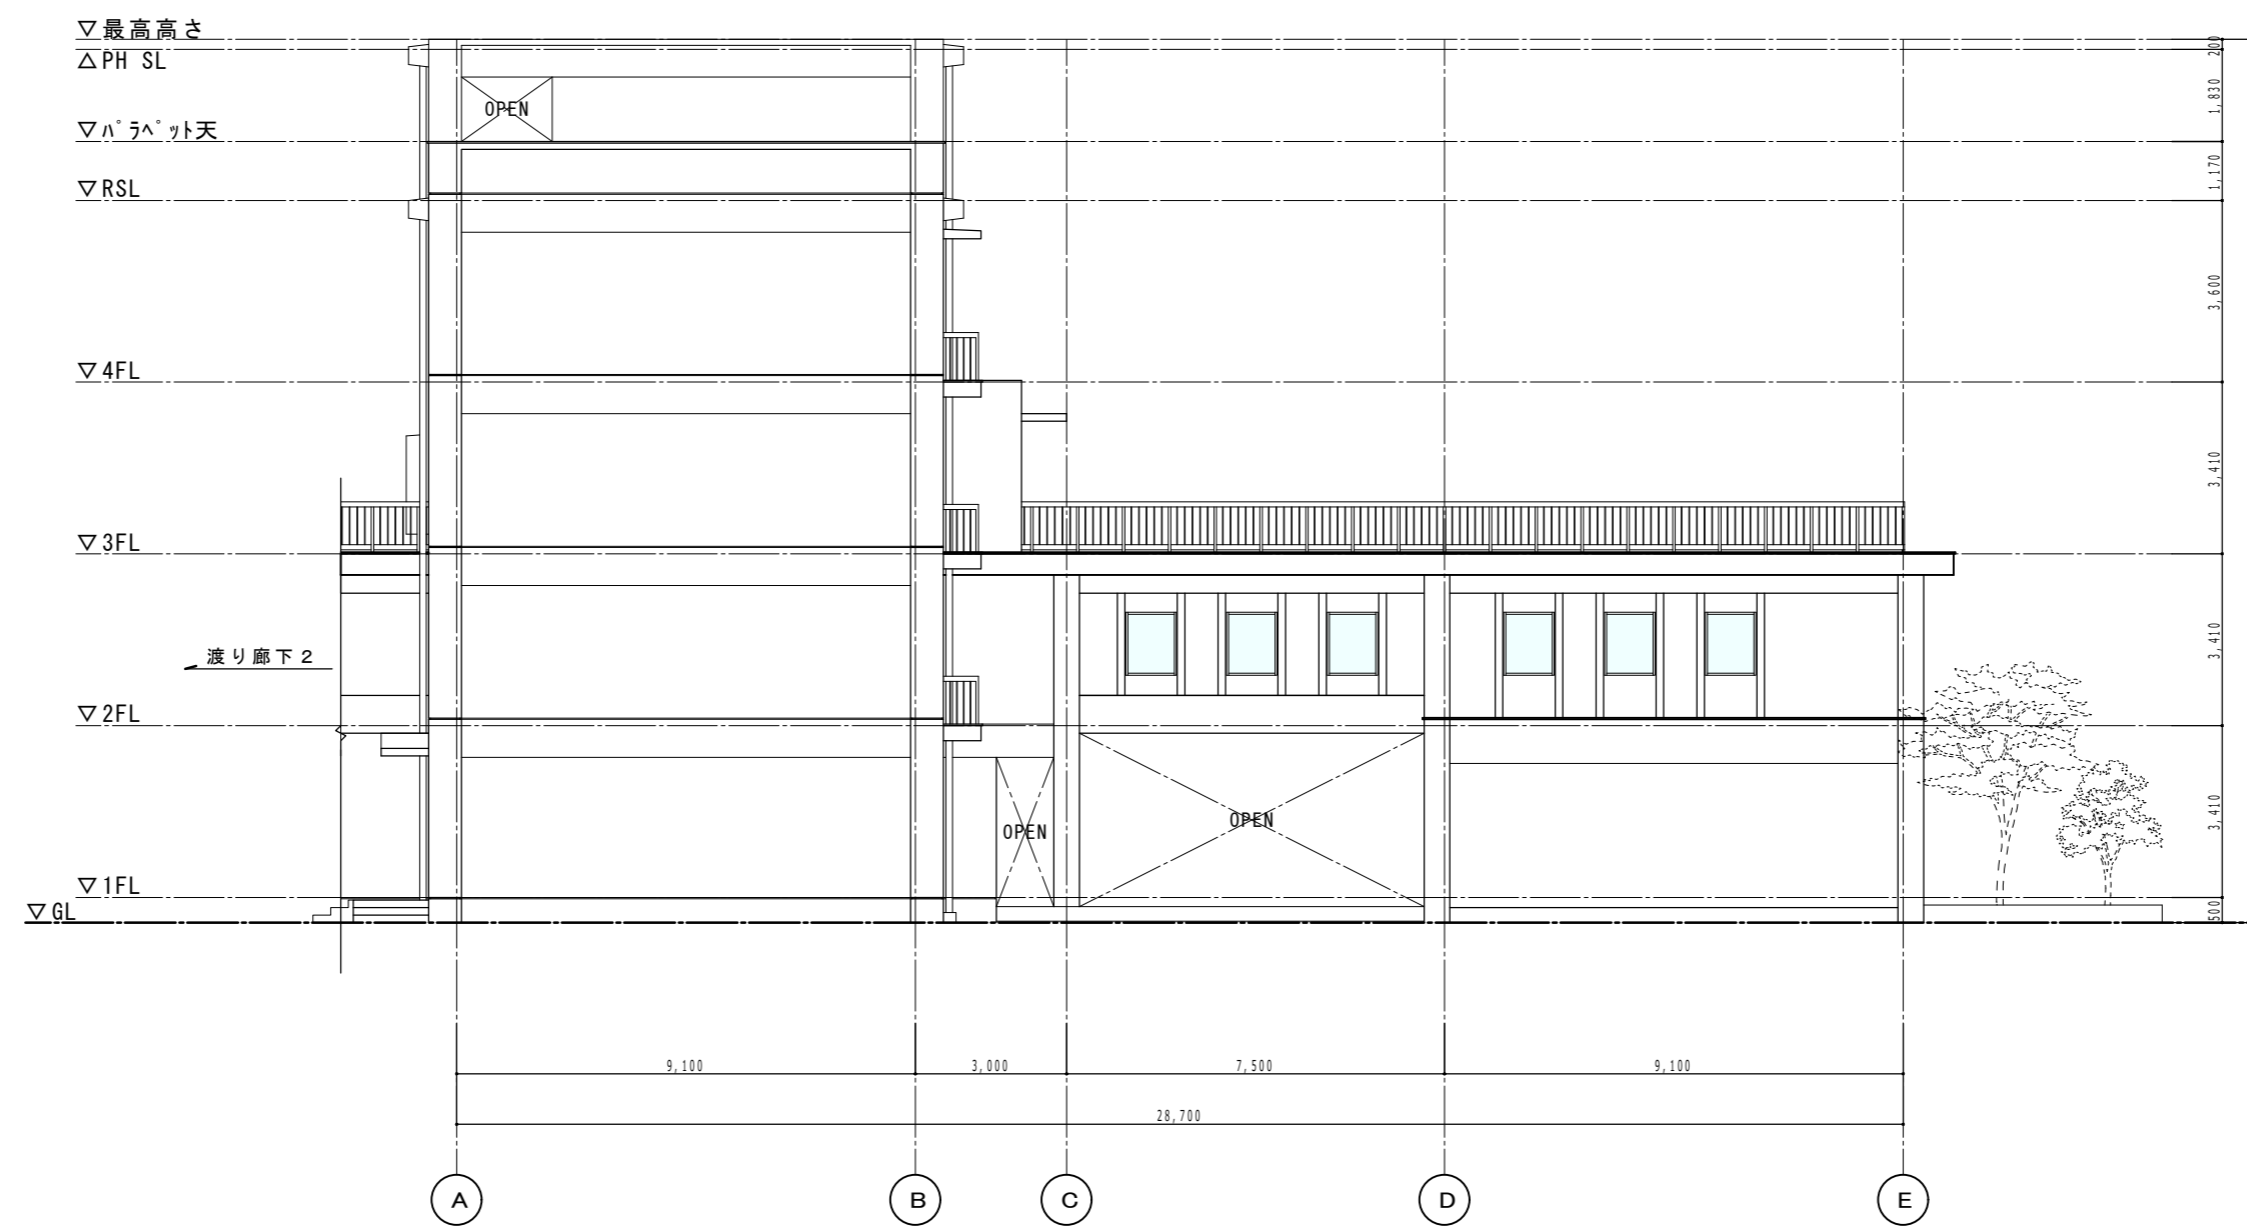 ▽最高高さ
△PH SL
200
1,830
OPEN
▽パラペット天
1,170
▽RSL
3,600
▽4FL
3,410
▽3FL
3,410
渡り廊下2
▽2FL
3,410
OPEN
OPEN
▽1FL
▽GL
500
9,100
3,000
7,500
9,100
28,700
A
B
C
D
E